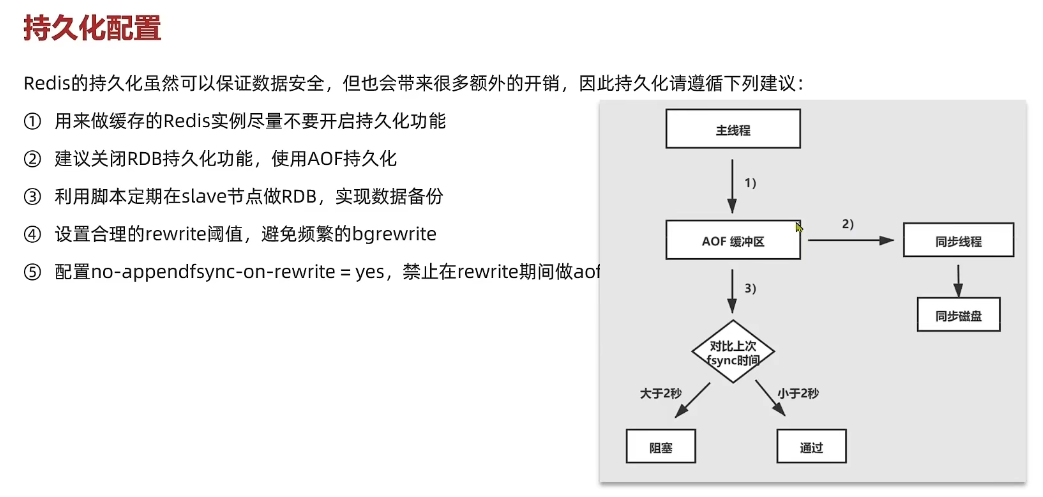 持久化配置
Redis的持久化虽然可以保证数据安全，但也会带来很多额外的开销，因此持久化请遵循下列建议：
① 用来做缓存的Redis实例尽量不要开启持久化功能
② 建议关闭RDB持久化功能，使用AOF持久化
③ 利用脚本定期在slave节点做RDB，实现数据备份
④ 设置合理的rewrite阈值，避免频繁的bgrewrite
⑤ 配置no-appendfsync-on-rewrite = yes，禁止在rewrite期间做aof
主线程
1）
AOF 缓冲区
2）
同步线程
3）
同步磁盘
对比上次
fsync时间
大于2秒
小于2秒
阻塞
通过